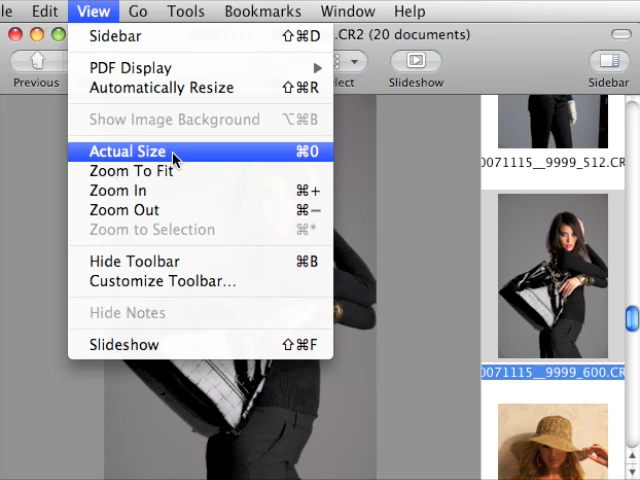 le Edit View Go Tools Bookmarks Window Help
.CR2 (20 documents)
Previous lect Slideshow Sidebar
Sidebar ⇧⌘D
PDF Display ▶
Automatically Resize ⇧⌘R
Show Image Background ⌥⌘B
Actual Size ⌘0
Zoom To Fit
Zoom In ⌘+
Zoom Out ⌘−
Zoom to Selection ⌘*
Hide Toolbar ⌘B
Customize Toolbar...
Hide Notes
Slideshow ⇧⌘F
0071115__9999_512.CR
0071115__9999_600.CR